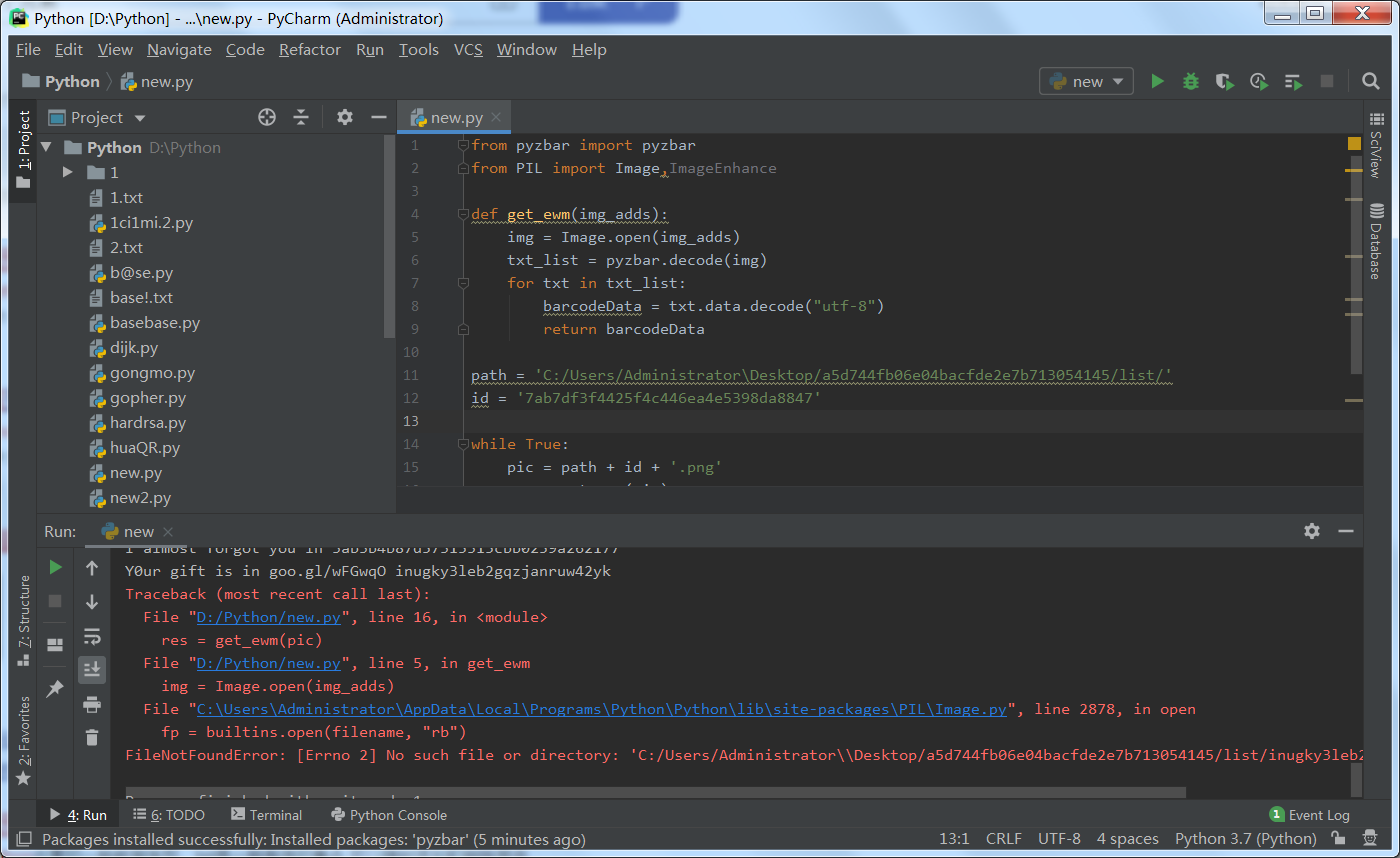 Python [D:\Python] - ...\new.py - PyCharm (Administrator)
File Edit View Navigate Code Refactor Run Tools VCS Window Help
Python new.py
new
1: Project
Project
new.py
Python D:\Python
1
1.txt
1ci1mi.2.py
2.txt
b@se.py
base!.txt
basebase.py
dijk.py
gongmo.py
gopher.py
hardrsa.py
huaQR.py
new.py
new2.py
1 from pyzbar import pyzbar
2 from PIL import Image,ImageEnhance
3
4 def get_ewm(img_adds):
5 img = Image.open(img_adds)
6 txt_list = pyzbar.decode(img)
7 for txt in txt_list:
8 barcodeData = txt.data.decode("utf-8")
9 return barcodeData
10
11 path = 'C:/Users/Administrator\Desktop/a5d744fb06e04bacfde2e7b713054145/list/'
12 id = '7ab7df3f4425f4c446ea4e5398da8847'
13
14 while True:
15 pic = path + id + '.png'
SciView
Database
Run: new
Y0ur gift is in goo.gl/wFGwqO inugky3leb2gqzjanruw42yk
Traceback (most recent call last):
File "D:/Python/new.py", line 16, in <module>
res = get_ewm(pic)
File "D:/Python/new.py", line 5, in get_ewm
img = Image.open(img_adds)
File "C:\Users\Administrator\AppData\Local\Programs\Python\Python\lib\site-packages\PIL\Image.py", line 2878, in open
fp = builtins.open(filename, "rb")
FileNotFoundError: [Errno 2] No such file or directory: 'C:/Users/Administrator\\Desktop/a5d744fb06e04bacfde2e7b713054145/list/inugky3leb2
Z: Structure
2: Favorites
4: Run 6: TODO Terminal Python Console 1 Event Log
Packages installed successfully: Installed packages: 'pyzbar' (5 minutes ago) 13:1 CRLF UTF-8 4 spaces Python 3.7 (Python)